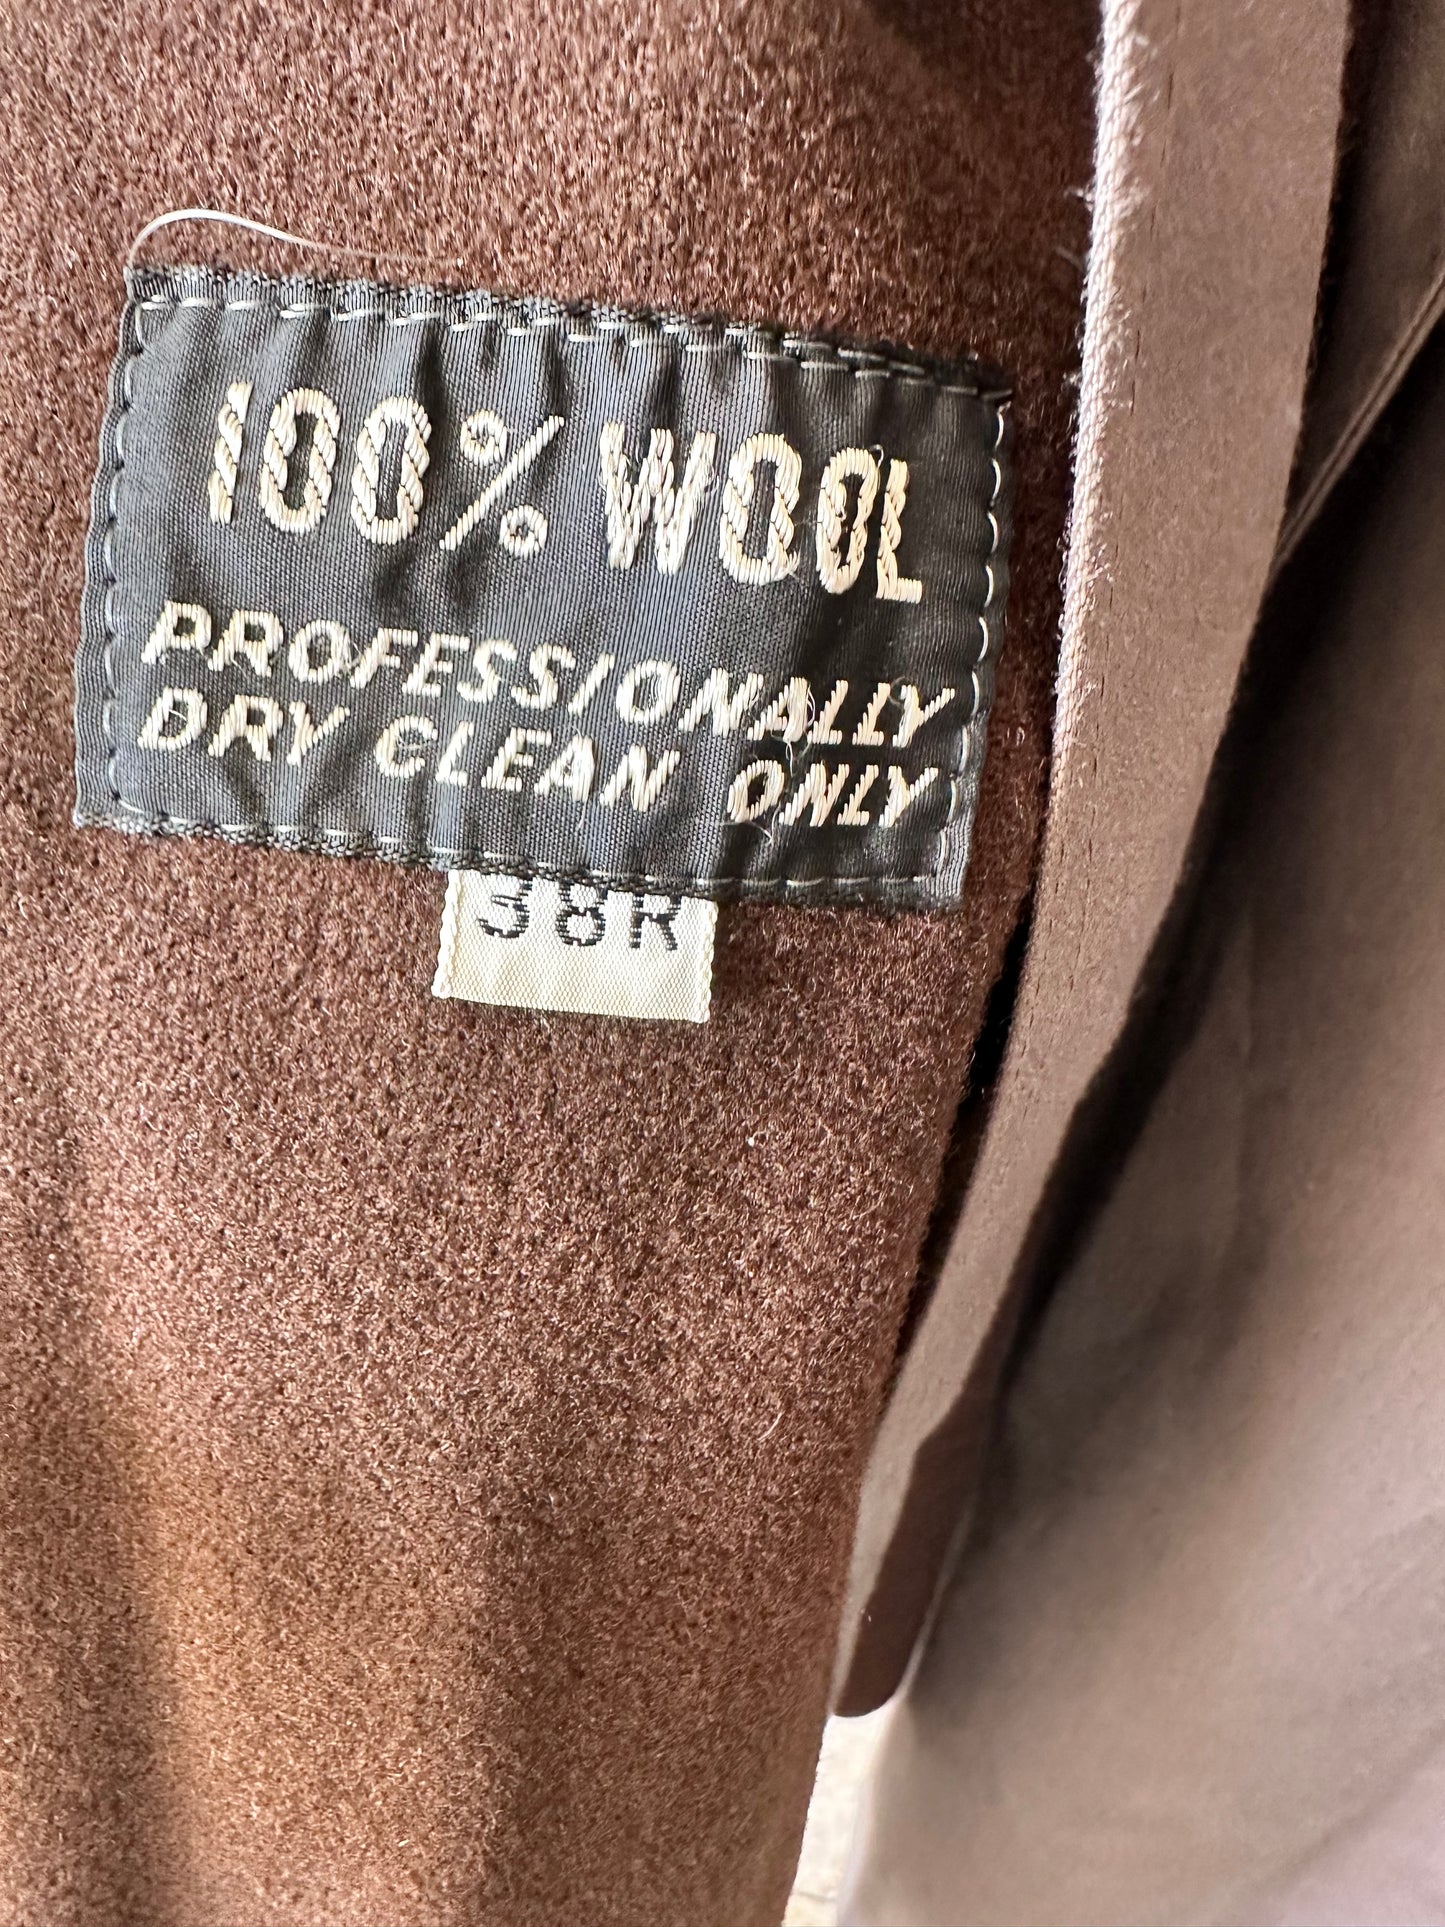 100% WOOL
PROFESSIONALLY
DRY CLEAN ONLY
38R